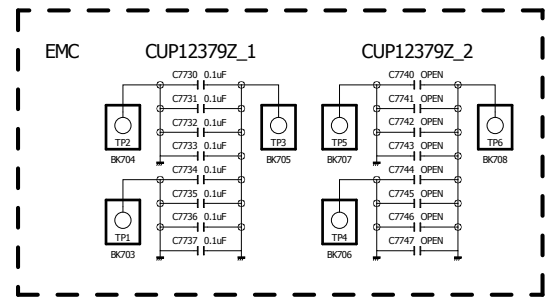 EMC CUP12379Z_1 CUP12379Z_2
C7730 0.1uF
C7731 0.1uF
C7732 0.1uF
C7733 0.1uF
C7734 0.1uF
C7735 0.1uF
C7736 0.1uF
C7737 0.1uF
TP2
BK704
TP3
BK705
TP1
BK703
C7740 OPEN
C7741 OPEN
C7742 OPEN
C7743 OPEN
C7744 OPEN
C7745 OPEN
C7746 OPEN
C7747 OPEN
TP5
BK707
TP6
BK708
TP4
BK706